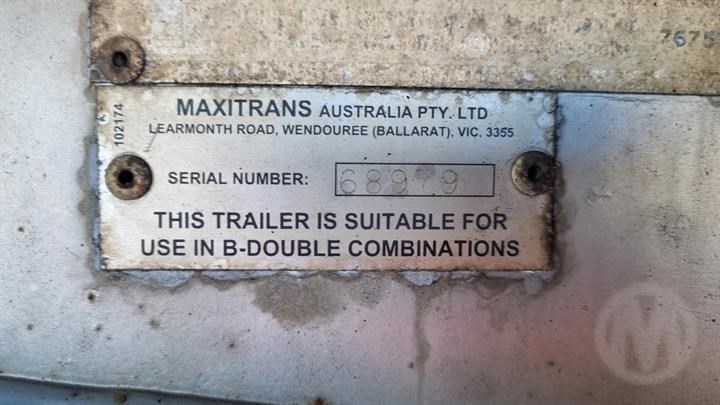 7675
MAXITRANS AUSTRALIA PTY. LTD
LEARMONTH ROAD, WENDOUREE (BALLARAT), VIC. 3355
102174 A
SERIAL NUMBER: 68979
THIS TRAILER IS SUITABLE FOR
USE IN B-DOUBLE COMBINATIONS
M